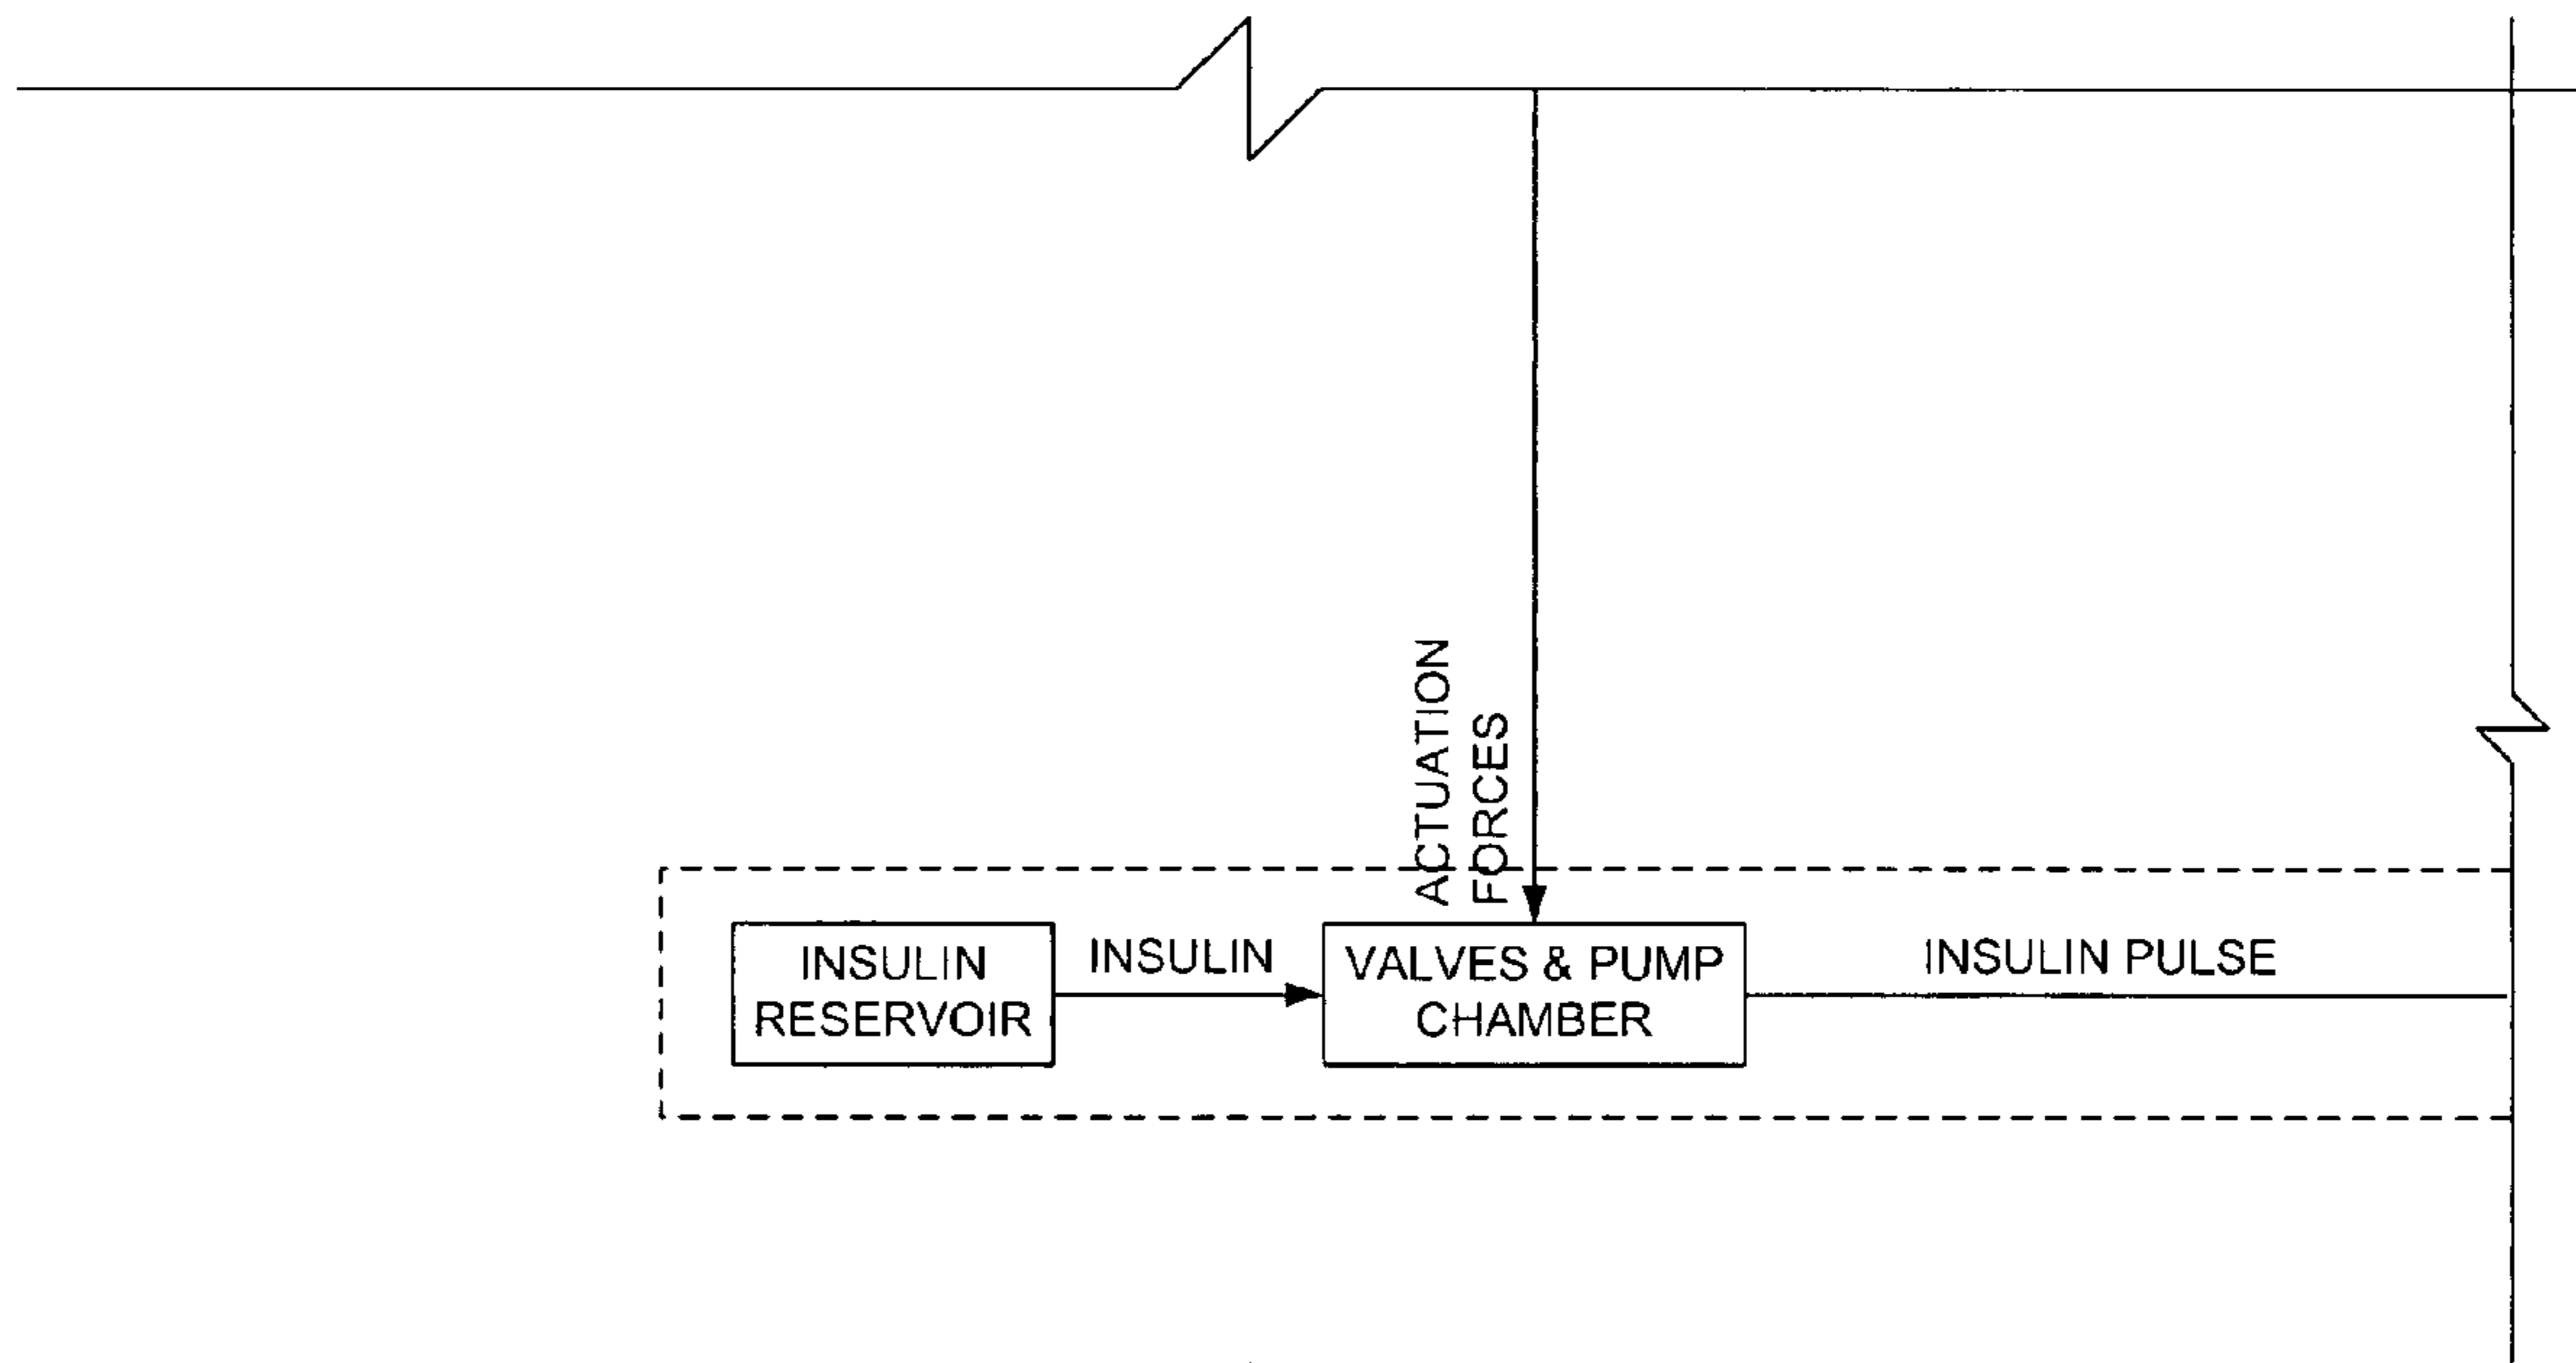 ACTUATION
FORCES
INSULIN
RESERVOIR
INSULIN
VALVES & PUMP
CHAMBER
INSULIN PULSE